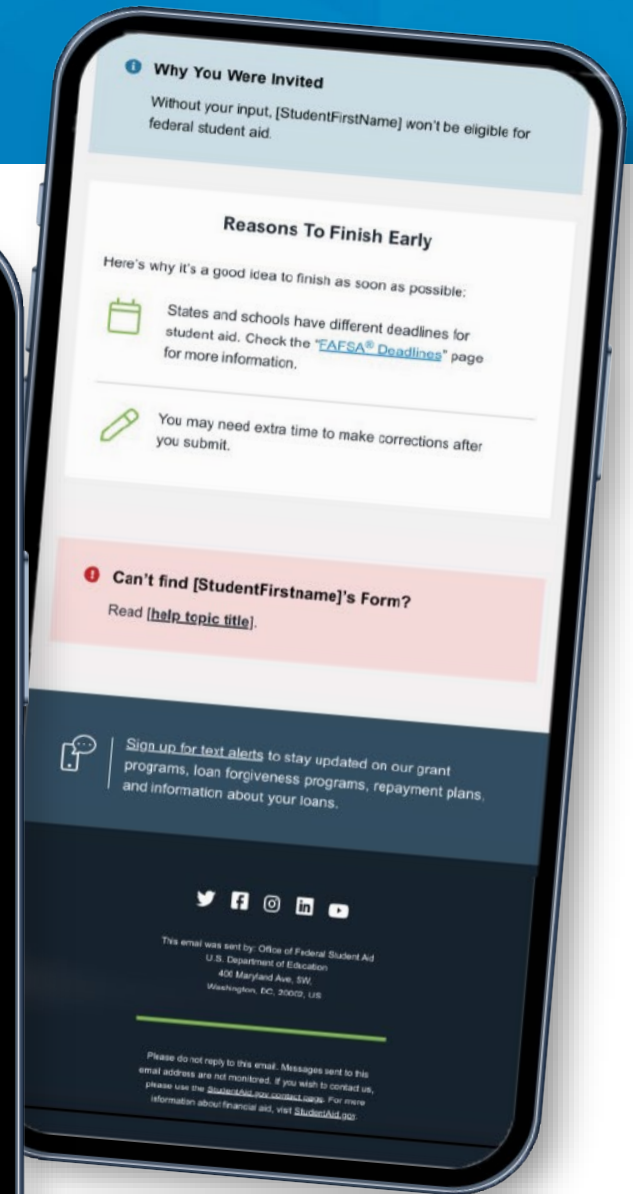 Why You Were Invited
Without your input, [StudentFirstName] won't be eligible for
federal student aid.
Reasons To Finish Early
Here's why it's a good idea to finish as soon as possible:
States and schools have different deadlines for
student aid. Check the "FAFSA® Deadlines" page
for more information.
You may need extra time to make corrections after
you submit.
Can't find [StudentFirstname]'s Form?
Read [help topic title].
Sign up for text alerts to stay updated on our grant
programs, loan forgiveness programs, repayment plans,
and information about your loans.
This email was sent by: Office of Federal Student Aid
U.S. Department of Education
400 Maryland Ave, SW,
Washington, DC, 20002, US
Please do not reply to this email. Messages sent to this
email address are not monitored. If you wish to contact us,
please use the StudentAid.gov contact page. For more
information about financial aid, visit StudentAid.gov.